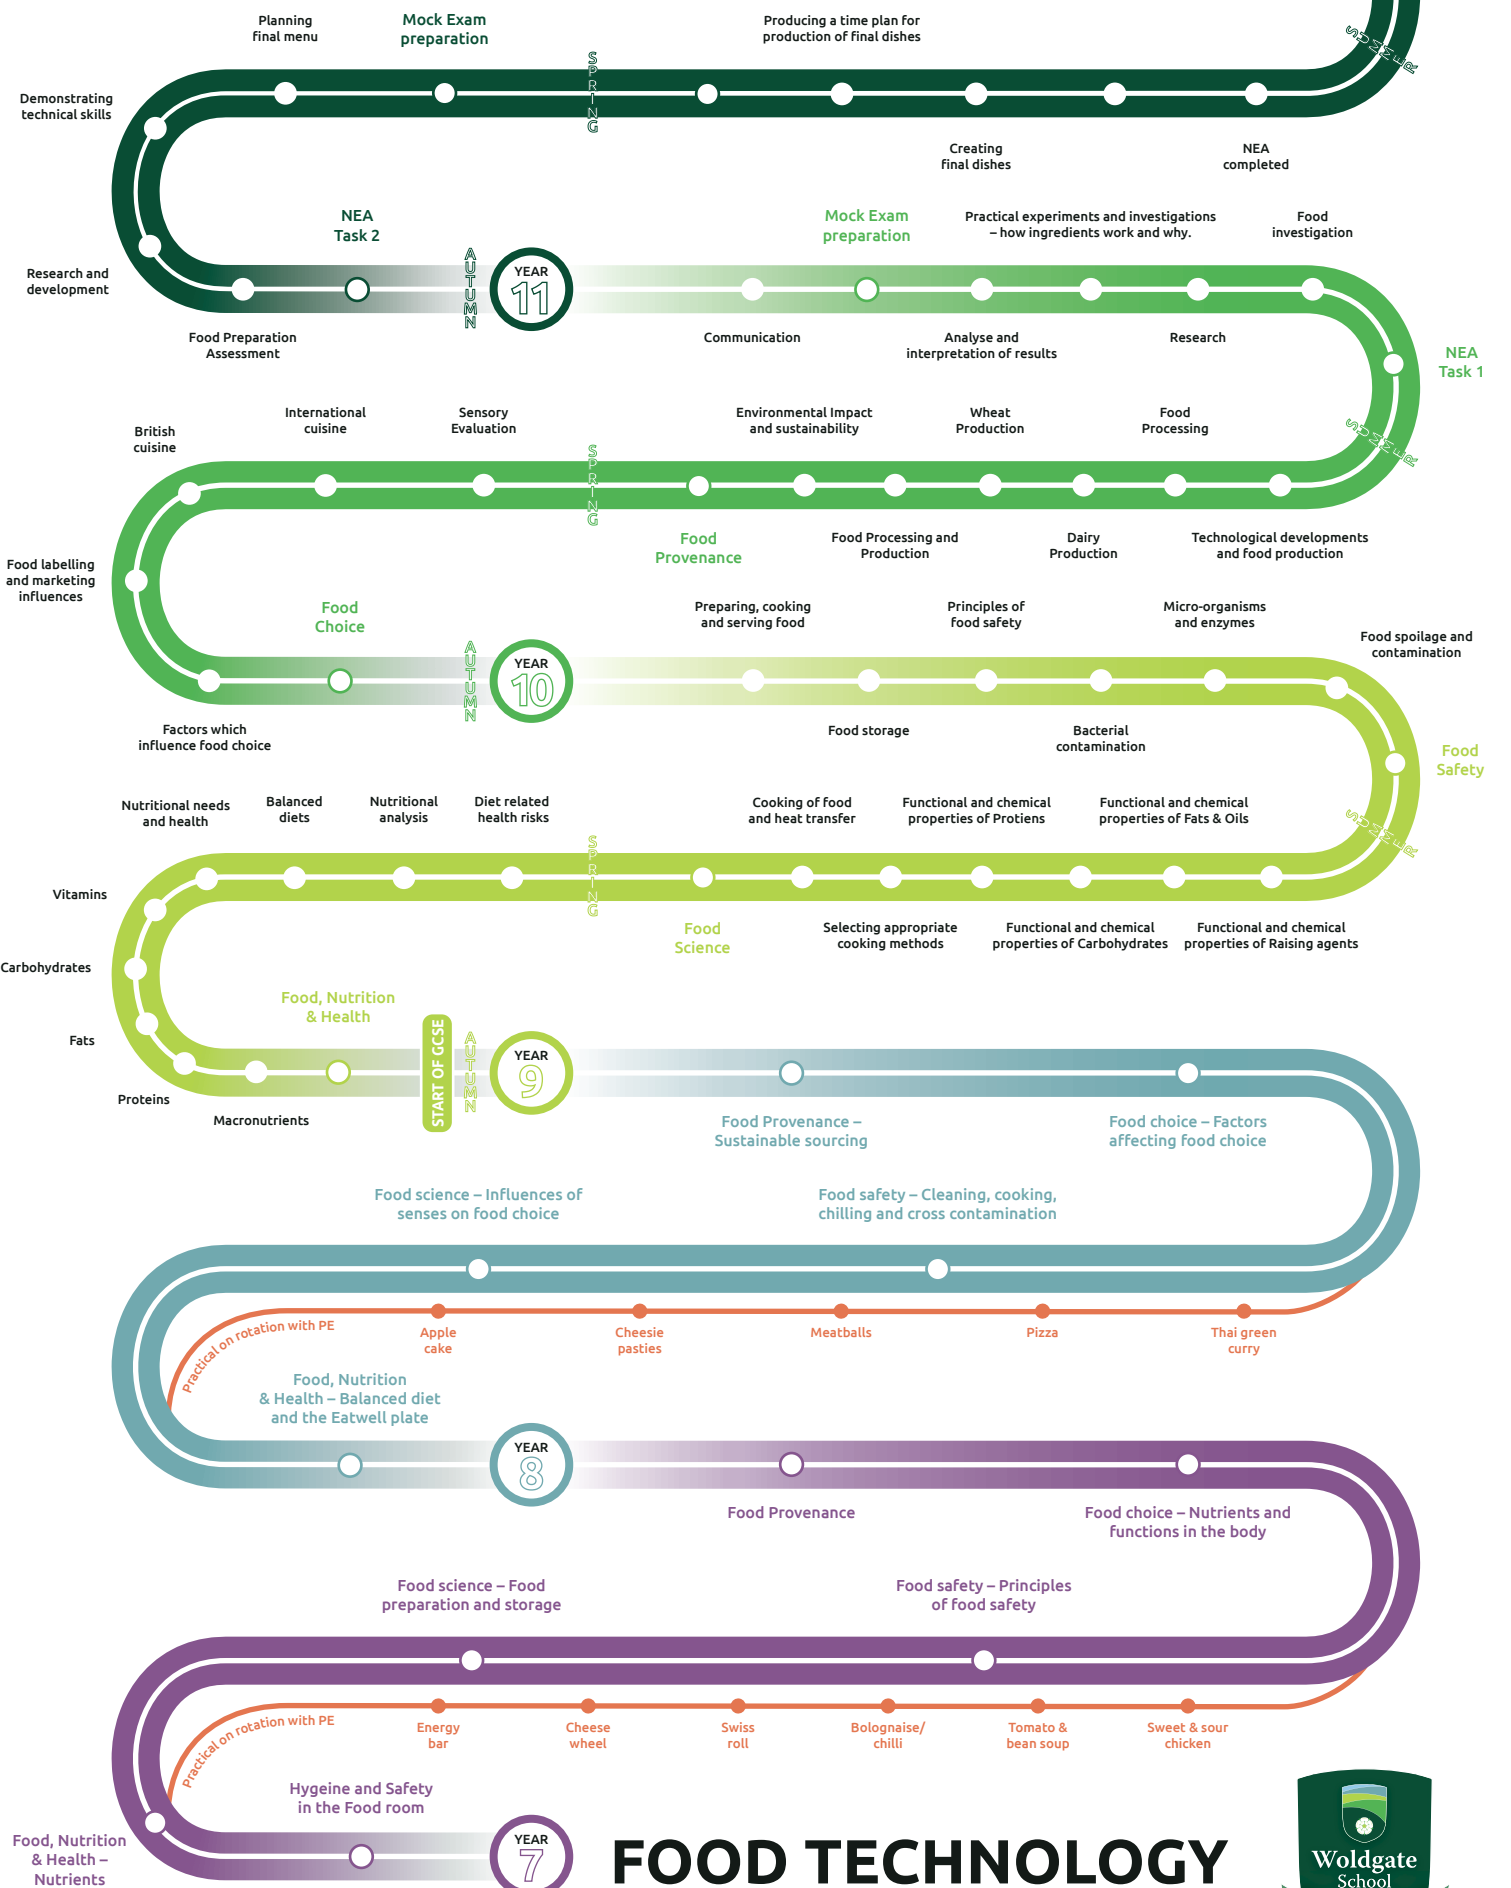 Planning
final menu
Mock Exam
preparation
Producing a time plan for
production of final dishes
SUMMER
SPRING
Demonstrating
technical skills
Creating
final dishes
NEA
completed
NEA
Task 2
Mock Exam
preparation
Practical experiments and investigations
– how ingredients work and why.
Food
investigation
Research and
development
AUTUMN
YEAR
11
Food Preparation
Assessment
Communication
Analyse and
interpretation of results
Research
NEA
Task 1
British
cuisine
International
cuisine
Sensory
Evaluation
Environmental Impact
and sustainability
Wheat
Production
Food
Processing
SUMMER
SPRING
Food
Provenance
Food Processing and
Production
Dairy
Production
Technological developments
and food production
Food labelling
and marketing
influences
Food
Choice
Preparing, cooking
and serving food
Principles of
food safety
Micro-organisms
and enzymes
Food spoilage and
contamination
AUTUMN
YEAR
10
Factors which
influence food choice
Food storage
Bacterial
contamination
Food
Safety
Nutritional needs
and health
Balanced
diets
Nutritional
analysis
Diet related
health risks
Cooking of food
and heat transfer
Functional and chemical
properties of Protiens
Functional and chemical
properties of Fats & Oils
SUMMER
SPRING
Vitamins
Food
Science
Selecting appropriate
cooking methods
Functional and chemical
properties of Carbohydrates
Functional and chemical
properties of Raising agents
Carbohydrates
Food, Nutrition
& Health
Fats
START OF GCSE
AUTUMN
YEAR
9
Proteins
Macronutrients
Food Provenance –
Sustainable sourcing
Food choice – Factors
affecting food choice
Food science – Influences of
senses on food choice
Food safety – Cleaning, cooking,
chilling and cross contamination
Practical on rotation with PE
Apple
cake
Cheesie
pasties
Meatballs
Pizza
Thai green
curry
Food, Nutrition
& Health – Balanced diet
and the Eatwell plate
YEAR
8
Food Provenance
Food choice – Nutrients and
functions in the body
Food science – Food
preparation and storage
Food safety – Principles
of food safety
Practical on rotation with PE
Energy
bar
Cheese
wheel
Swiss
roll
Bolognaise/
chilli
Tomato &
bean soup
Sweet & sour
chicken
Hygeine and Safety
in the Food room
Food, Nutrition
& Health –
Nutrients
YEAR
7
FOOD TECHNOLOGY
Woldgate
School